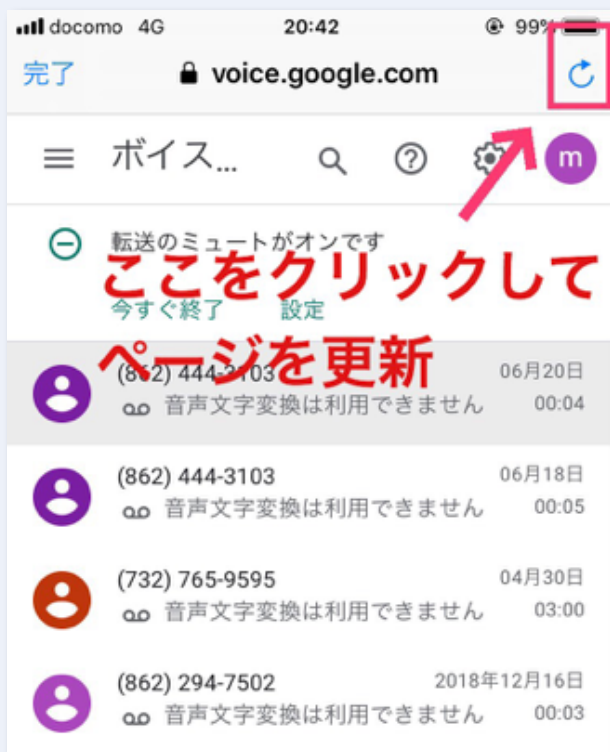 docomo 4G 20:42 99%
完了 voice.google.com
ボイス... m
転送のミュートがオンです
ここをクリックして
今すぐ終了 設定
ページを更新
(862) 444-3103 06月20日
音声文字変換は利用できません 00:04
(862) 444-3103 06月18日
音声文字変換は利用できません 00:05
(732) 765-9595 04月30日
音声文字変換は利用できません 03:00
(862) 294-7502 2018年12月16日
音声文字変換は利用できません 00:03